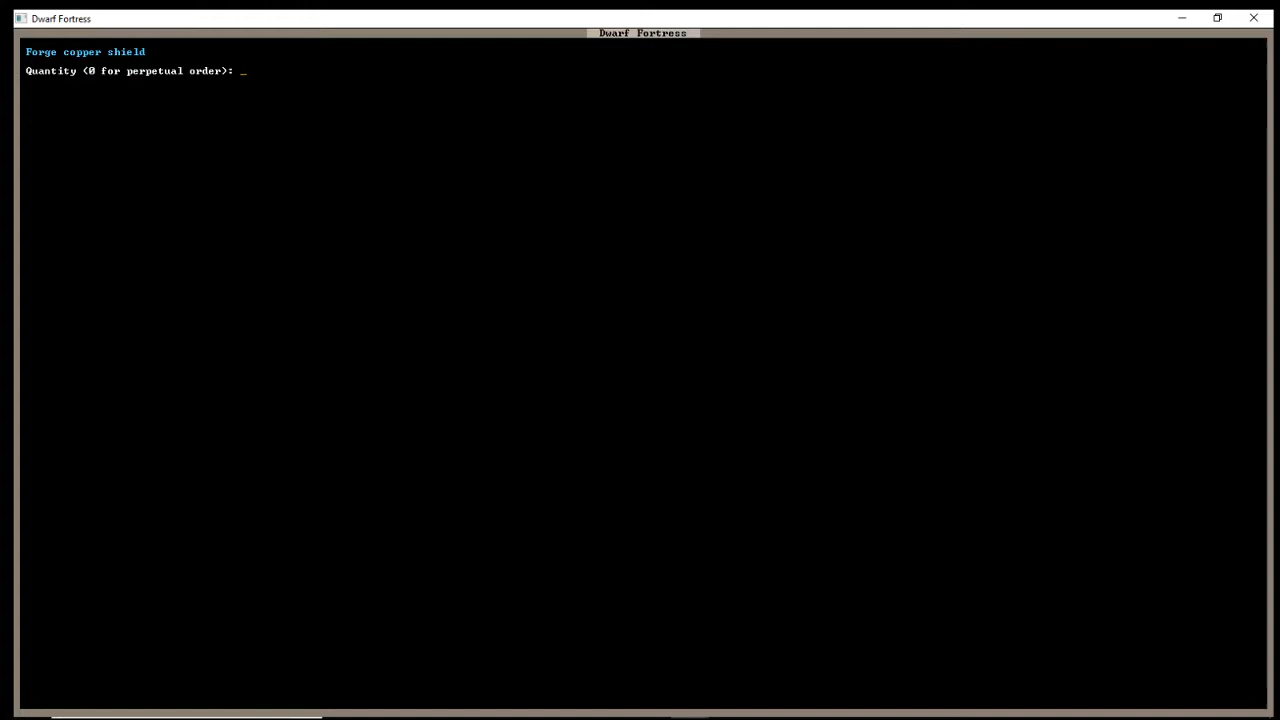 Dwarf Fortress
Dwarf Fortress
Forge copper shield
Quantity (0 for perpetual order): _